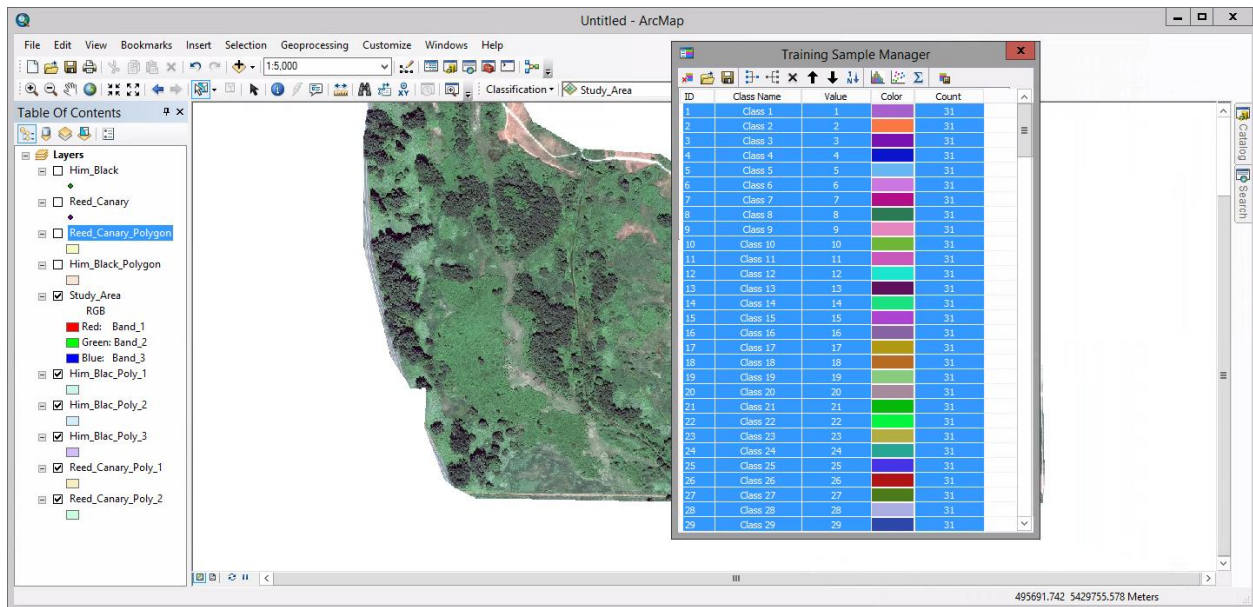 Untitled - ArcMap
File Edit View Bookmarks Insert Selection Geoprocessing Customize Windows Help
1:5,000
Classification Study_Area
Table Of Contents
Layers
Him_Black
Reed_Canary
Reed_Canary_Polygon
Him_Black_Polygon
Study_Area
RGB
Red: Band_1
Green: Band_2
Blue: Band_3
Him_Blac_Poly_1
Him_Blac_Poly_2
Him_Blac_Poly_3
Reed_Canary_Poly_1
Reed_Canary_Poly_2
Training Sample Manager
ID Class Name Value Color Count
1 Class 1 1 31
2 Class 2 2 31
3 Class 3 3 31
4 Class 4 4 31
5 Class 5 5 31
6 Class 6 6 31
7 Class 7 7 31
8 Class 8 8 31
9 Class 9 9 31
10 Class 10 10 31
11 Class 11 11 31
12 Class 12 12 31
13 Class 13 13 31
14 Class 14 14 31
15 Class 15 15 31
16 Class 16 16 31
17 Class 17 17 31
18 Class 18 18 31
19 Class 19 19 31
20 Class 20 20 31
21 Class 21 21 31
22 Class 22 22 31
23 Class 23 23 31
24 Class 24 24 31
25 Class 25 25 31
26 Class 26 26 31
27 Class 27 27 31
28 Class 28 28 31
29 Class 29 29 31
Catalog
Search
495691.742 5429755.578 Meters